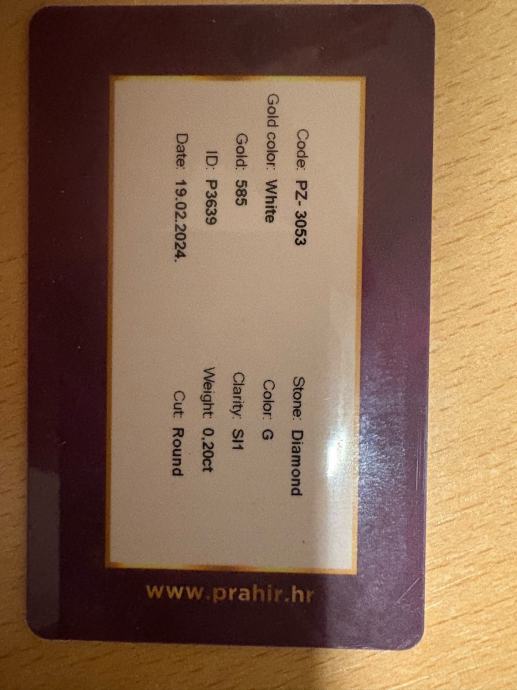 Code: PZ- 3053
Gold color: White
Gold: 585
ID: P3639
Date: 19.02.2024.
Stone: Diamond
Color: G
Clarity: SI1
Weight: 0,20ct
Cut: Round
www.prahir.hr